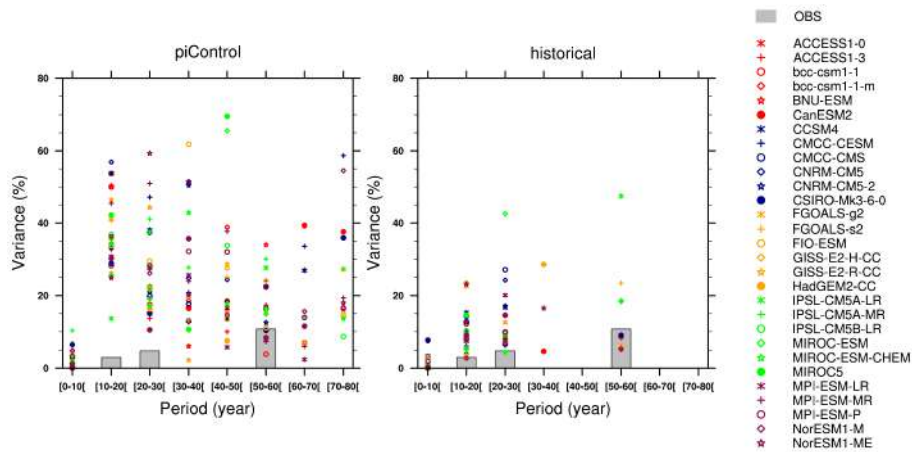 piControl
80
60
40
20
0
Variance (%)
[0-10[
[10-20[
[20-30[
[30-40[
[40-50[
[50-60[
[60-70[
[70-80[
Period (year)
historical
80
60
40
20
0
Variance (%)
[0-10[
[10-20[
[20-30[
[30-40[
[40-50[
[50-60[
[60-70[
[70-80[
Period (year)
OBS
ACCESS1-0
ACCESS1-3
bcc-csm1-1
bcc-csm1-1-m
BNU-ESM
CanESM2
CCSM4
CMCC-CESM
CMCC-CMS
CNRM-CM5
CNRM-CM5-2
CSIRO-Mk3-6-0
FGOALS-g2
FGOALS-s2
FIO-ESM
GISS-E2-H-CC
GISS-E2-R-CC
HadGEM2-CC
IPSL-CM5A-LR
IPSL-CM5A-MR
IPSL-CM5B-LR
MIROC-ESM
MIROC-ESM-CHEM
MIROC5
MPI-ESM-LR
MPI-ESM-MR
MPI-ESM-P
NorESM1-M
NorESM1-ME